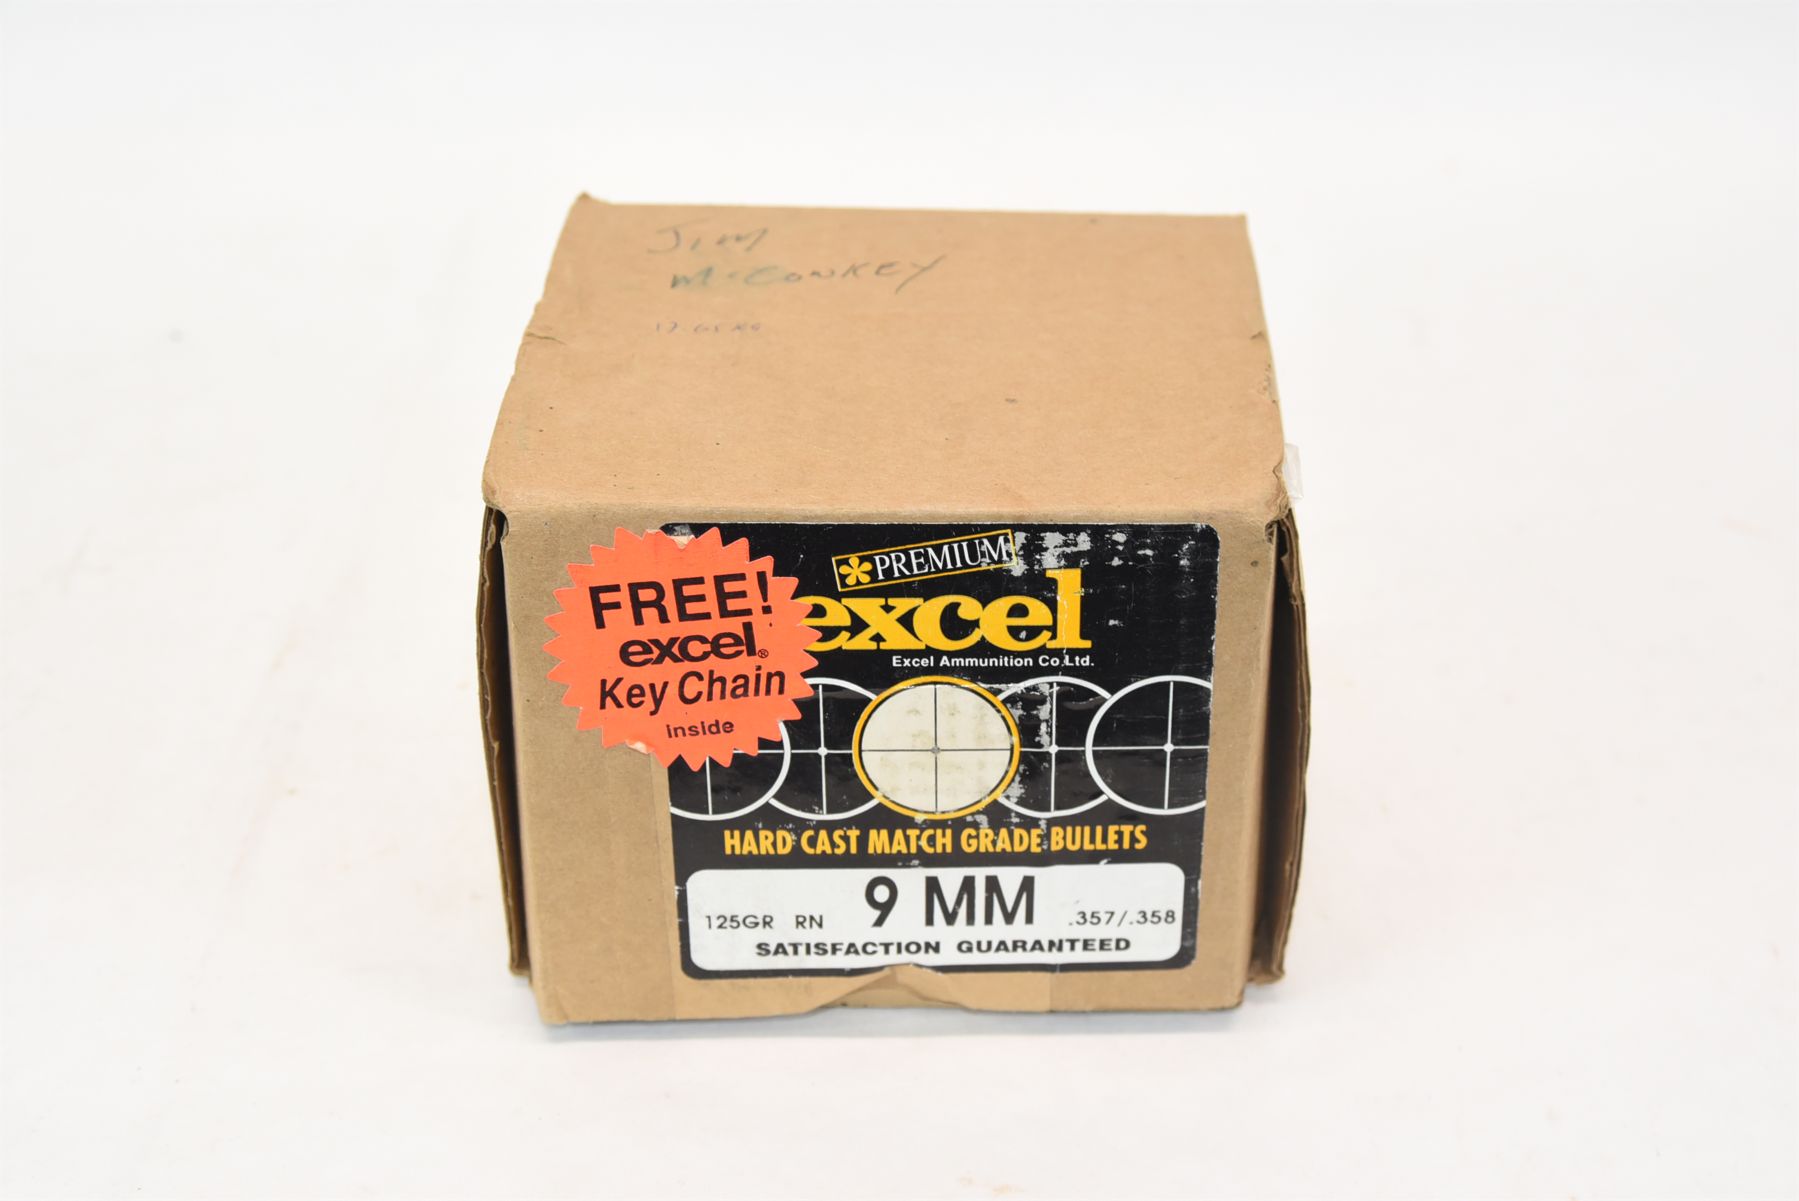 Jim
McConkey
FREE!
excel®
Key Chain
inside
PREMIUM
excel
Excel Ammunition Co. Ltd.
HARD CAST MATCH GRADE BULLETS
125GR RN 9 MM .357/.358
SATISFACTION GUARANTEED